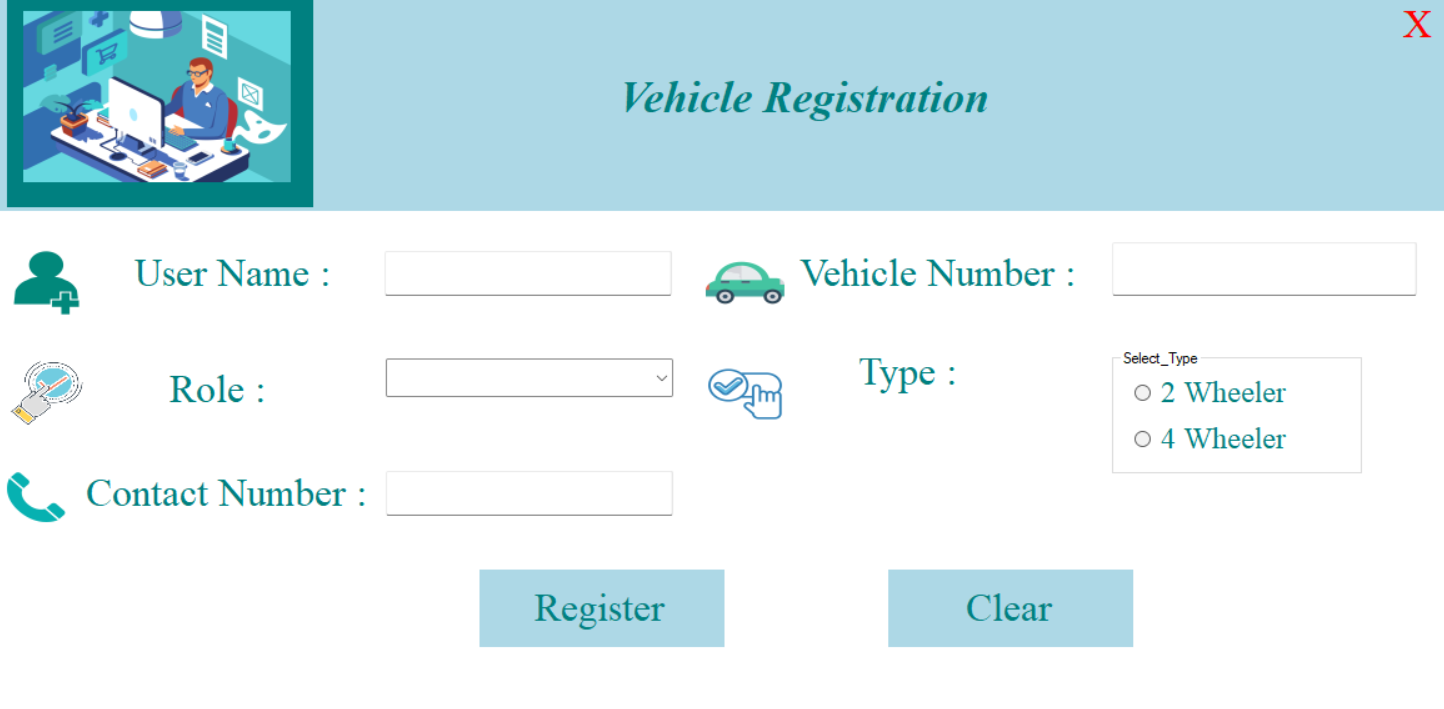 X
Vehicle Registration
User Name :
Vehicle Number :
Role :
Type :
Select_Type
2 Wheeler
4 Wheeler
Contact Number :
Register
Clear